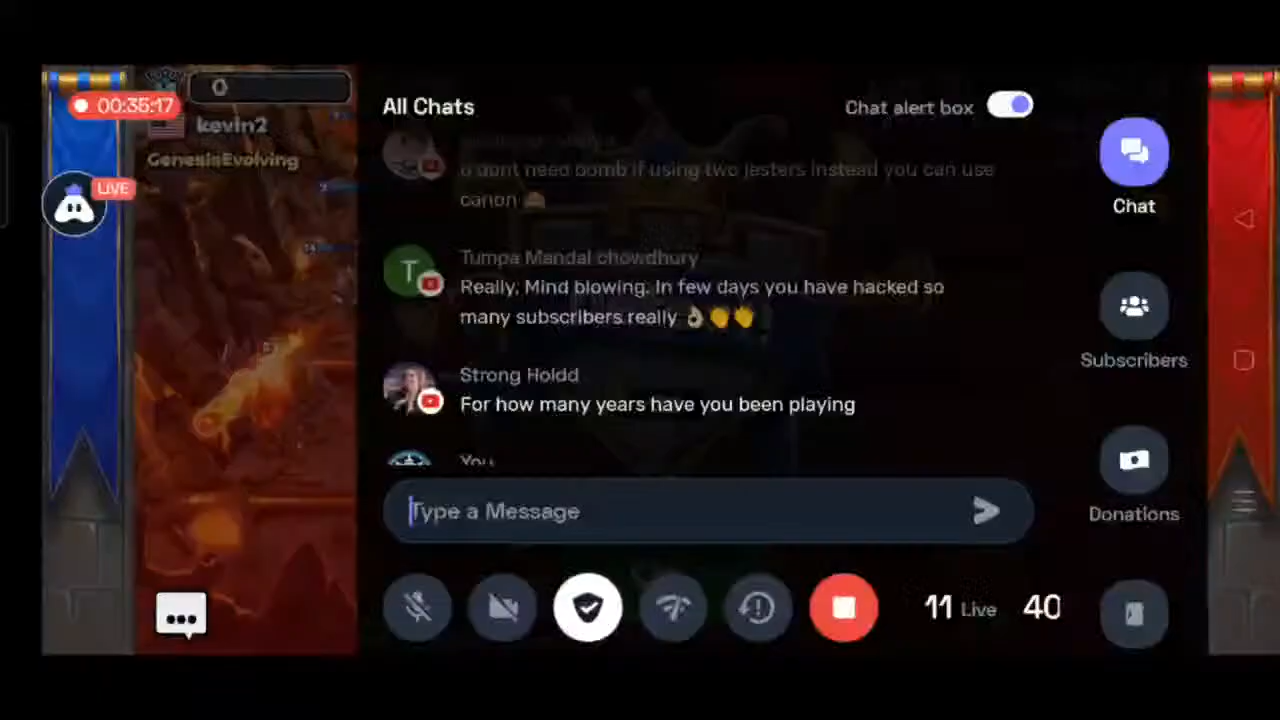 0
All Chats
Chat alert box
00:35:17
kevin2
GenesisEvolving
LIVE
u dont need bomb if using two jesters instead you can use
canon
Chat
Tumpa Mandal chowdhury
Really, Mind blowing. In few days you have hacked so
many subscribers really 👌👏👏
Subscribers
Strong Holdd
For how many years have you been playing
You
Type a Message
Donations
11 Live 40